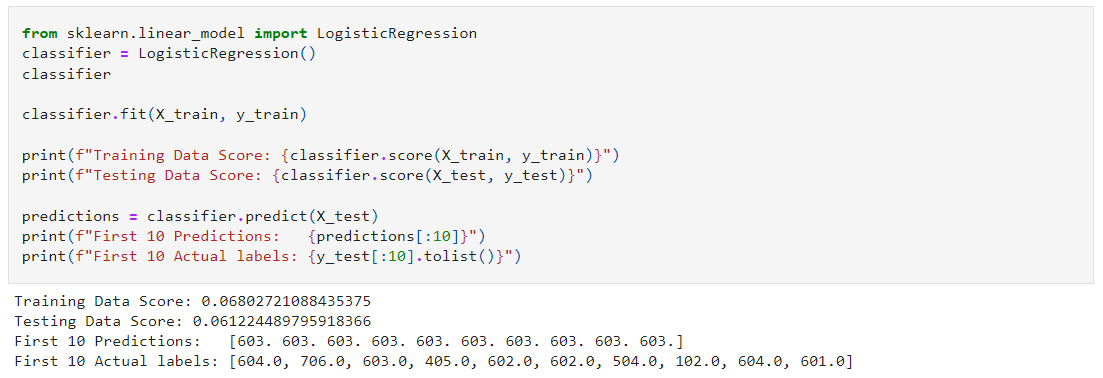 from sklearn.linear_model import LogisticRegression
classifier = LogisticRegression()
classifier
classifier.fit(X_train, y_train)
print(f"Training Data Score: {classifier.score(X_train, y_train)}")
print(f"Testing Data Score: {classifier.score(X_test, y_test)}")
predictions = classifier.predict(X_test)
print(f"First 10 Predictions:   {predictions[:10]}")
print(f"First 10 Actual labels: {y_test[:10].tolist()}")
Training Data Score: 0.06802721088435375
Testing Data Score: 0.061224489795918366
First 10 Predictions:   [603. 603. 603. 603. 603. 603. 603. 603. 603. 603.]
First 10 Actual labels: [604.0, 706.0, 603.0, 405.0, 602.0, 602.0, 504.0, 102.0, 604.0, 601.0]